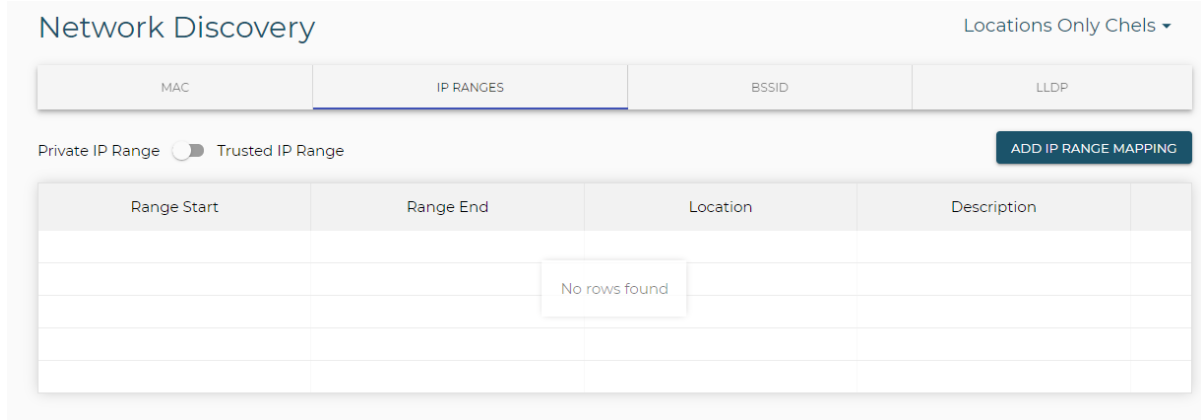 Network Discovery
Locations Only Chels
MAC IP RANGES BSSID LLDP
Private IP Range Trusted IP Range
ADD IP RANGE MAPPING
Range Start Range End Location Description
No rows found